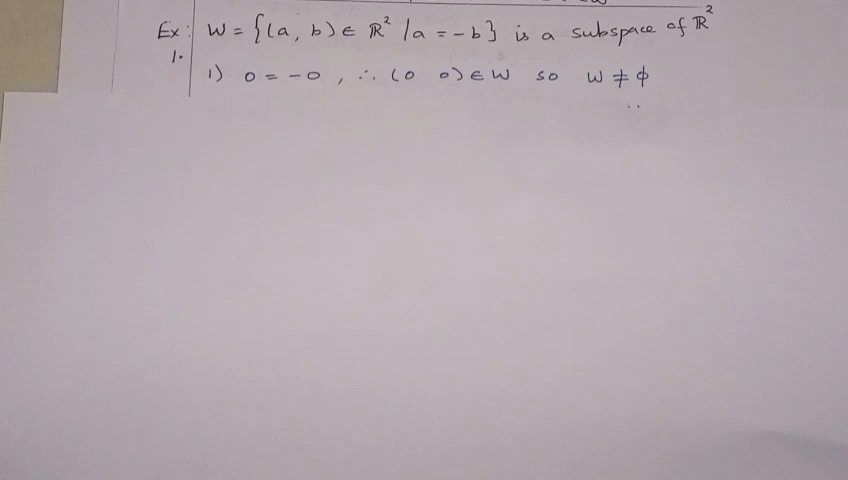 Ex: W = {(a, b) ∈ ℝ² / a = -b} is a subspace of ℝ²
1.
1) 0 = -0, ∴ (0 0) ∈ W so W ≠ ϕ